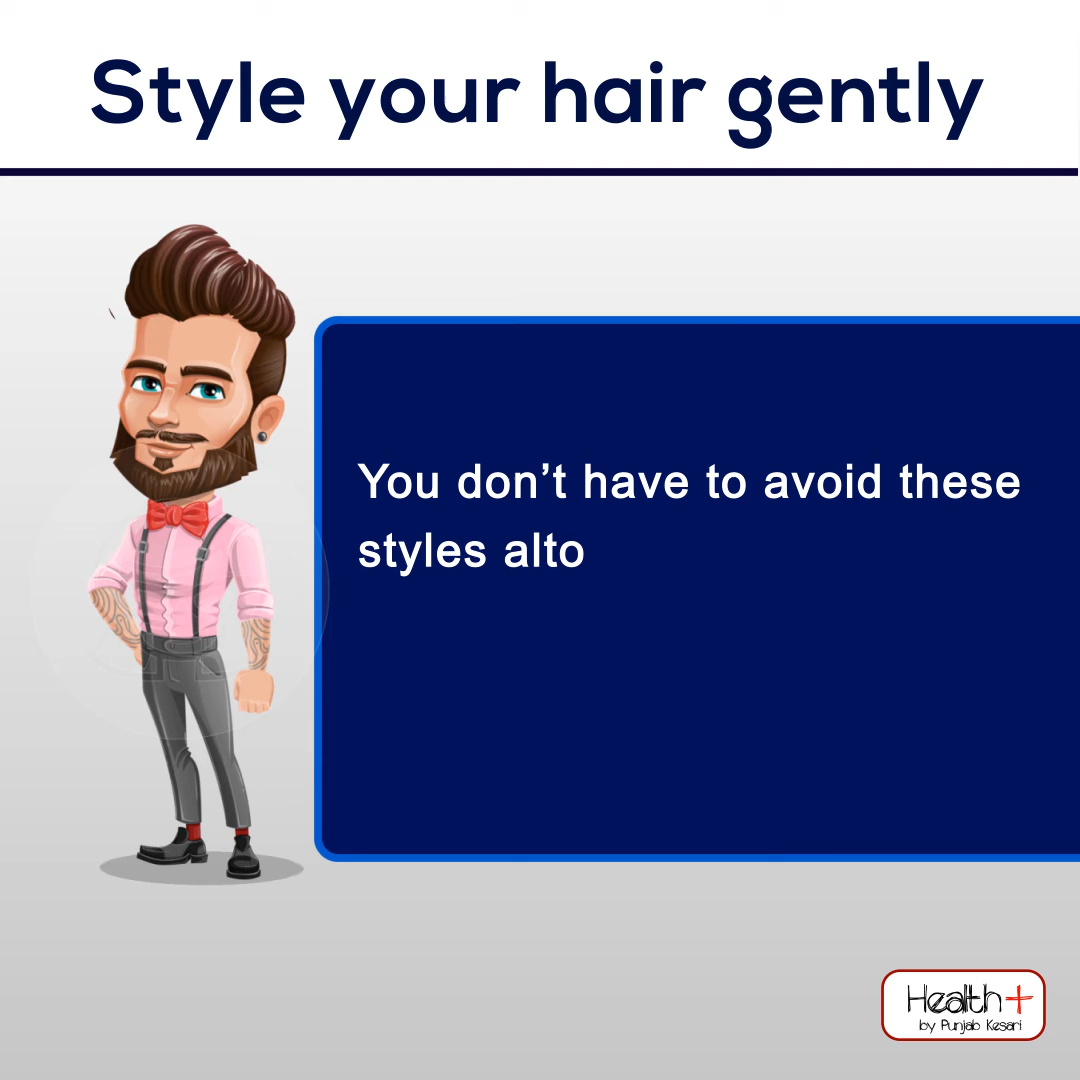 Style your hair gently
You don’t have to avoid these
styles alto
Health+
by Punjab Kesari